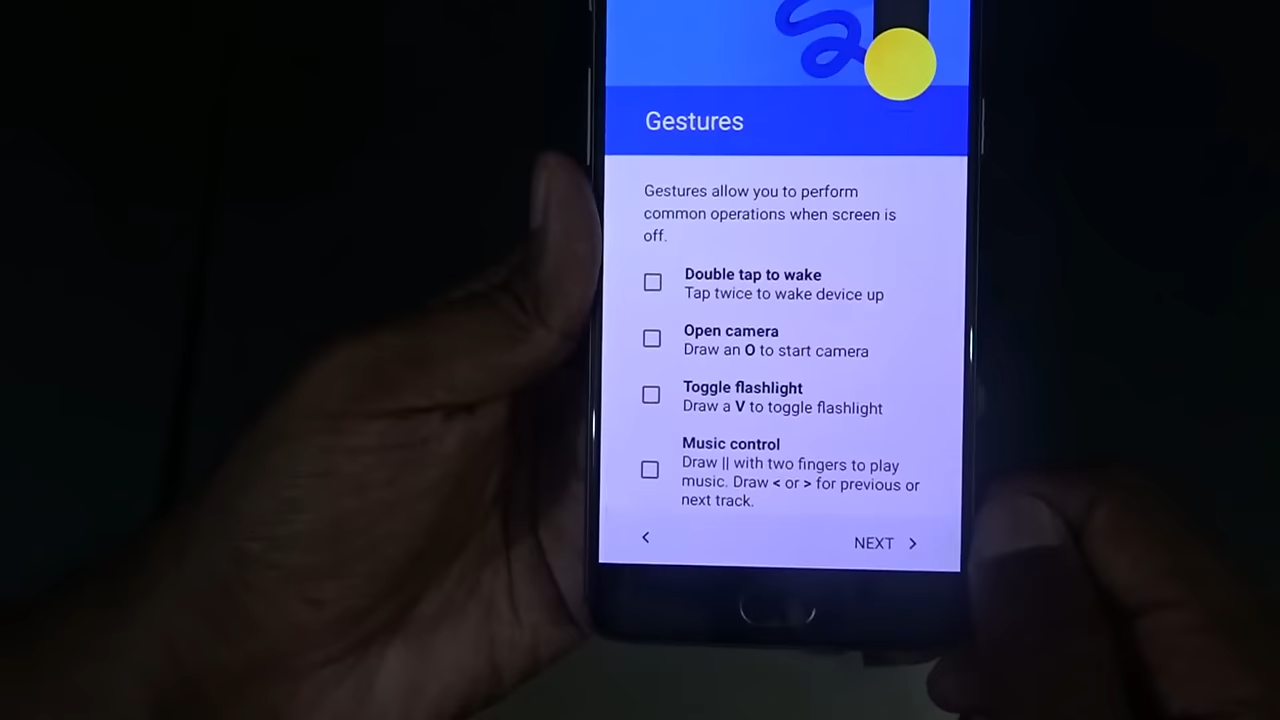 Gestures
Gestures allow you to perform
common operations when screen is
off.
Double tap to wake
Tap twice to wake device up
Open camera
Draw an O to start camera
Toggle flashlight
Draw a V to toggle flashlight
Music control
Draw || with two fingers to play
music. Draw < or > for previous or
next track.
< NEXT >